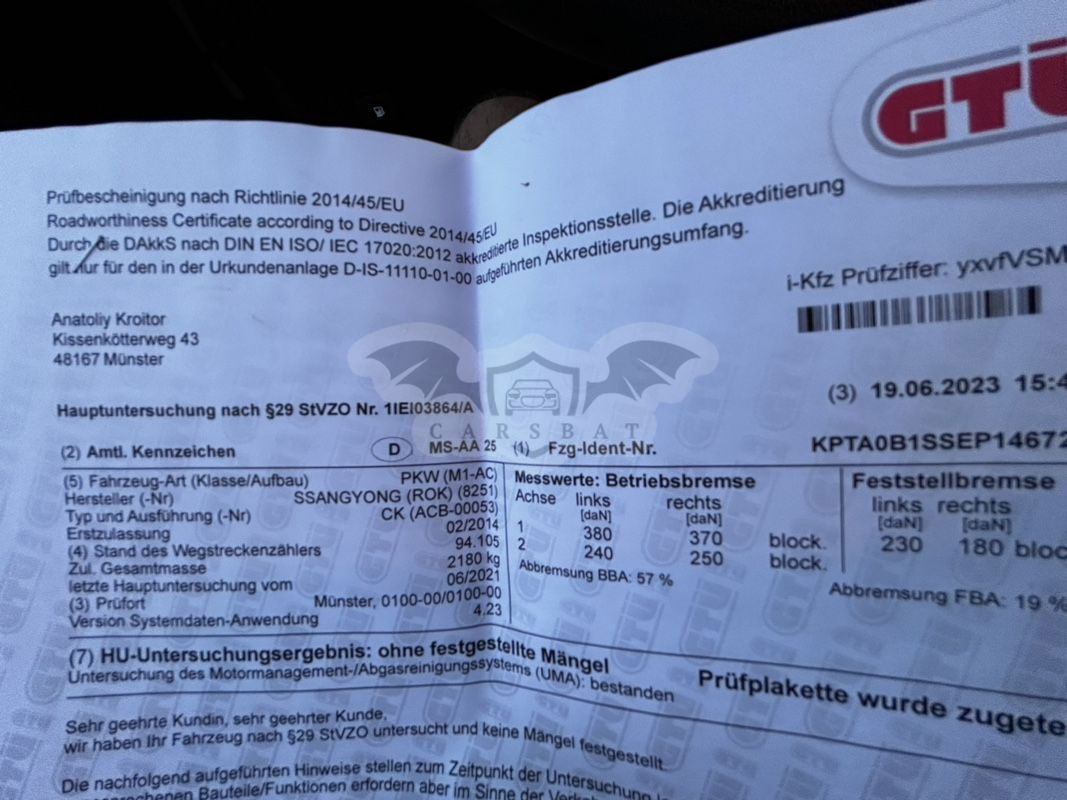 GTÜ
Prüfbescheinigung nach Richtlinie 2014/45/EU
Roadworthiness Certificate according to Directive 2014/45/EU
Durch die DAkkS nach DIN EN ISO/ IEC 17020:2012 akkreditierte Inspektionsstelle. Die Akkreditierung
gilt nur für den in der Urkundenanlage D-IS-11110-01-00 aufgeführten Akkreditierungsumfang.
i-Kfz Prüfziffer: yxvfVSM
Anatoliy Kroitor
Kissenkötterweg 43
48167 Münster
(3) 19.06.2023 15:4
Hauptuntersuchung nach §29 StVZO Nr. 1IEI03864/A
CARSBAT
(2) Amtl. Kennzeichen D MS-AA 25 (1) Fzg-Ident-Nr. KPTA0B1SSEP14672
(5) Fahrzeug-Art (Klasse/Aufbau) PKW (M1-AC)
Hersteller (-Nr) SSANGYONG (ROK) (8251)
Typ und Ausführung (-Nr) CK (ACB-00053)
Erstzulassung 02/2014
(4) Stand des Wegstreckenzählers 94.105
Zul. Gesamtmasse 2180 kg
letzte Hauptuntersuchung vom 06/2021
(3) Prüfort Münster, 0100-00/0100-00
Version Systemdaten-Anwendung 4.23
Messwerte: Betriebsbremse Feststellbremse
Achse links rechts links rechts
[daN] [daN] [daN] [daN]
1 380 370 block. 230 180 bloc
2 240 250 block.
Abbremsung BBA: 57 % Abbremsung FBA: 19 %
(7) HU-Untersuchungsergebnis: ohne festgestellte Mängel
Untersuchung des Motormanagement-/Abgasreinigungssystems (UMA): bestanden
Prüfplakette wurde zugete
Sehr geehrte Kundin, sehr geehrter Kunde,
wir haben Ihr Fahrzeug nach §29 StVZO untersucht und keine Mängel festgestellt.
Die nachfolgend aufgeführten Hinweise stellen zum Zeitpunkt der Untersuchung
Bauteile/Funktionen erfordern aber im Sinne der